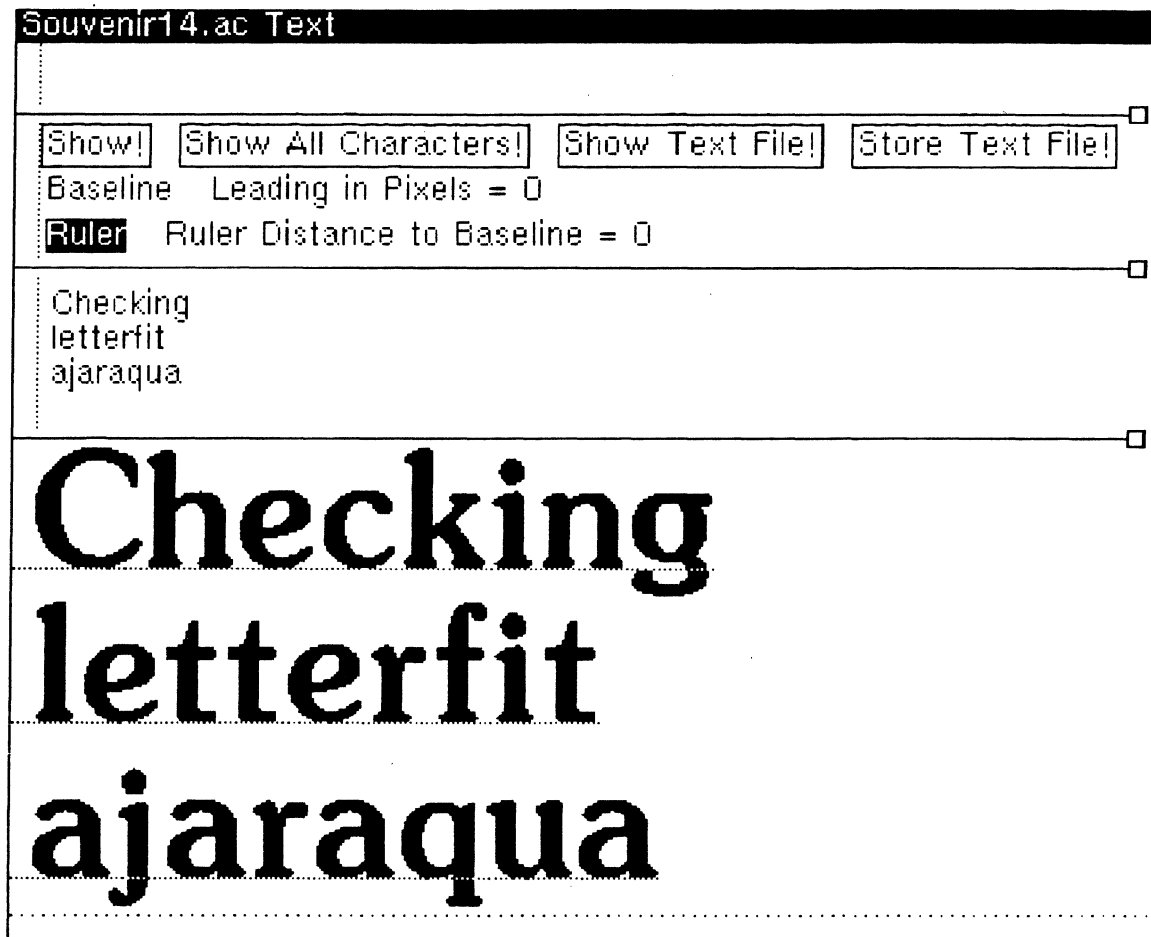 Souvenir14.ac Text
Show! Show All Characters! Show Text File! Store Text File!
Baseline Leading in Pixels = 0
Ruler Ruler Distance to Baseline = 0
Checking
letterfit
ajaraqua
Checking
letterfit
ajaraqua